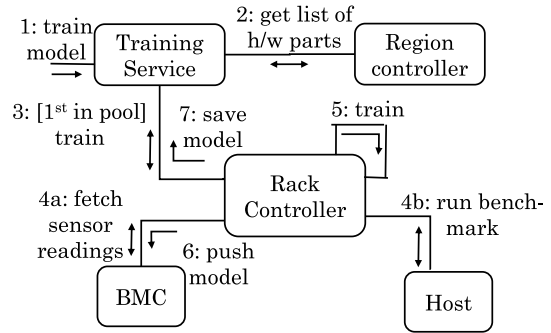 1: train
model
Training
Service
2: get list of
h/w parts
Region
controller
3: [1st in pool]
train
7: save
model
5: train
Rack
Controller
4a: fetch
sensor
readings
4b: run bench-
mark
6: push
model
BMC
Host